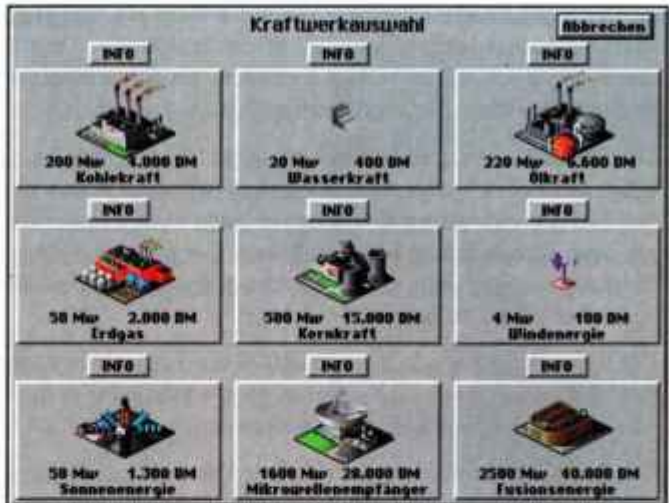 Kraftwerkauswahl
Abbrechen
INFO INFO INFO
200 Mw 4.000 DM 20 Mw 400 DM 220 Mw 6.600 DM
Kohlekraft Wasserkraft Ölkraft
INFO INFO INFO
50 Mw 2.000 DM 500 Mw 15.000 DM 4 Mw 100 DM
Erdgas Kernkraft Windenergie
INFO INFO INFO
50 Mw 1.300 DM 1600 Mw 28.000 DM 2500 Mw 40.000 DM
Sonnenenergie Mikrowellenempfänger Fusionsenergie